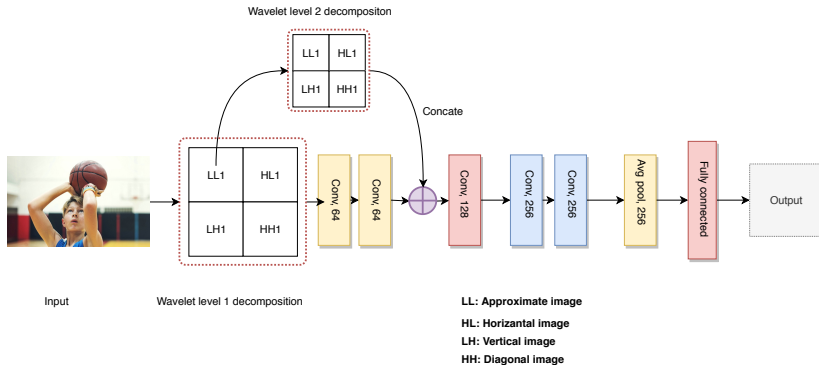 Wavelet level 2 decompositon
LL1
HL1
LH1
HH1
Concate
LL1
HL1
LH1
HH1
Conv, 64
Conv, 64
Conv, 128
Conv, 256
Conv, 256
Avg pool, 256
Fully connected
Output
Input
Wavelet level 1 decomposition
LL: Approximate image
HL: Horizantal image
LH: Vertical image
HH: Diagonal image